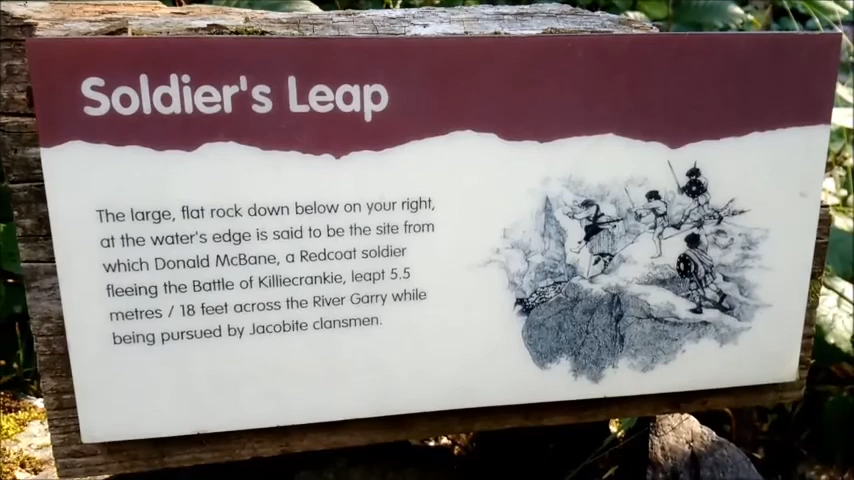 Soldier's Leap
The large, flat rock down below on your right,
at the water's edge is said to be the site from
which Donald McBane, a Redcoat soldier
fleeing the Battle of Killiecrankie, leapt 5.5
metres / 18 feet across the River Garry while
being pursued by Jacobite clansmen.